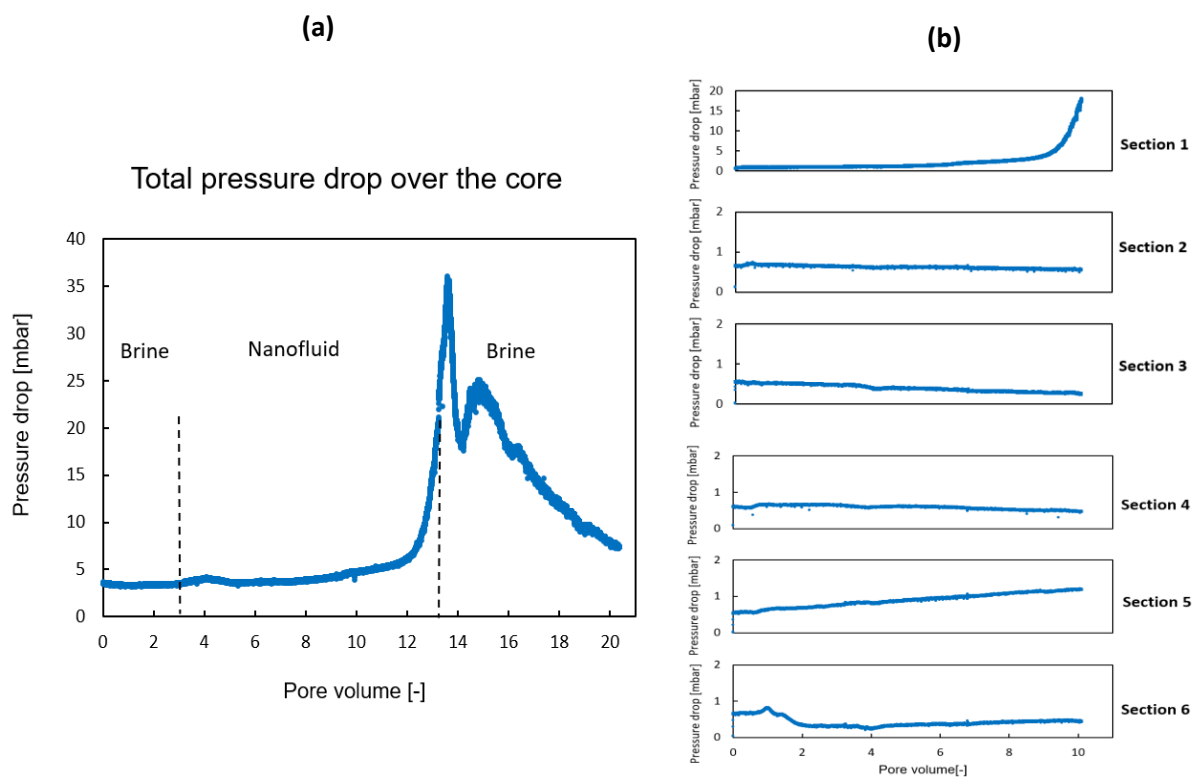 (a)
Total pressure drop over the core
Pressure drop [mbar]
40
35
30
25
20
15
10
5
0
Brine
Nanofluid
Brine
0 2 4 6 8 10 12 14 16 18 20
Pore volume [-]
(b)
Pressure drop [mbar]
20
15
10
5
0
Section 1
Pressure drop [mbar]
2
1
0
Section 2
Pressure drop [mbar]
2
1
0
Section 3
Pressure drop [mbar]
2
1
0
Section 4
Pressure drop [mbar]
2
1
0
Section 5
Pressure drop [mbar]
2
1
0
Section 6
0 2 4 6 8 10
Pore volume[-]